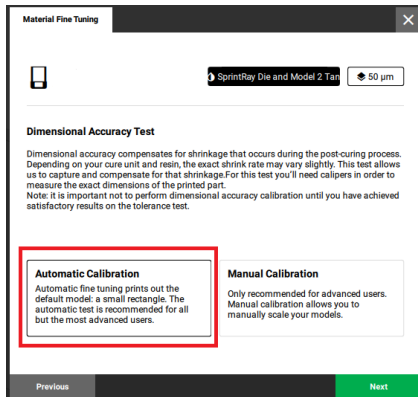 Material Fine Tuning
SprintRay Die and Model 2 Tan
50 µm
Dimensional Accuracy Test
Dimensional accuracy compensates for shrinkage that occurs during the post-curing process.
Depending on your cure unit and resin, the exact shrink rate may vary slightly. This test allows
us to capture and compensate for that shrinkage.For this test you'll need calipers in order to
measure the exact dimensions of the printed part.
Note: it is important not to perform dimensional accuracy calibration until you have achieved
satisfactory results on the tolerance test.
Automatic Calibration
Automatic fine tuning prints out the
default model: a small rectangle. The
automatic test is recommended for all
but the most advanced users.
Manual Calibration
Only recommended for advanced users.
Manual calibration allows you to
manually scale your models.
Previous
Next